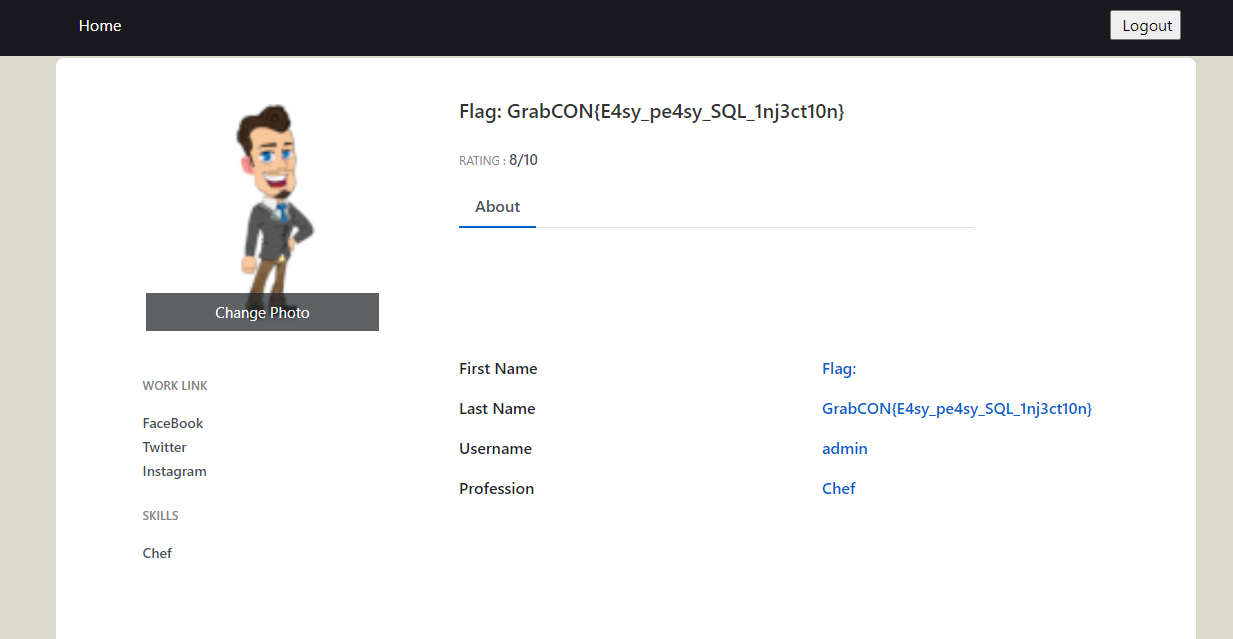 Home
Logout
Flag: GrabCON{E4sy_pe4sy_SQL_1nj3ct10n}
RATING : 8/10
About
Change Photo
WORK LINK
FaceBook
Twitter
Instagram
SKILLS
Chef
First Name Flag:
Last Name GrabCON{E4sy_pe4sy_SQL_1nj3ct10n}
Username admin
Profession Chef